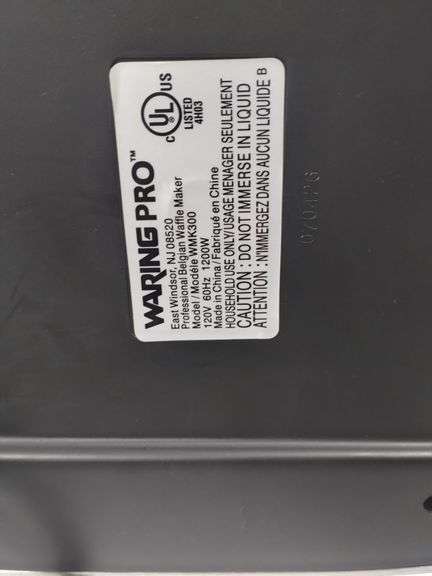 WARING PRO™
East Windsor, NJ 08520
Professional Belgian Waffle Maker
Model / Modèle WMK300
120V 60Hz 1200W
Made in China / Fabriqué en Chine
HOUSEHOLD USE ONLY/USAGE MENAGER SEULEMENT
CAUTION : DO NOT IMMERSE IN LIQUID
ATTENTION : N'IMMERGEZ DANS AUCUN LIQUIDE B
C UL® US
LISTED
4H03
070426